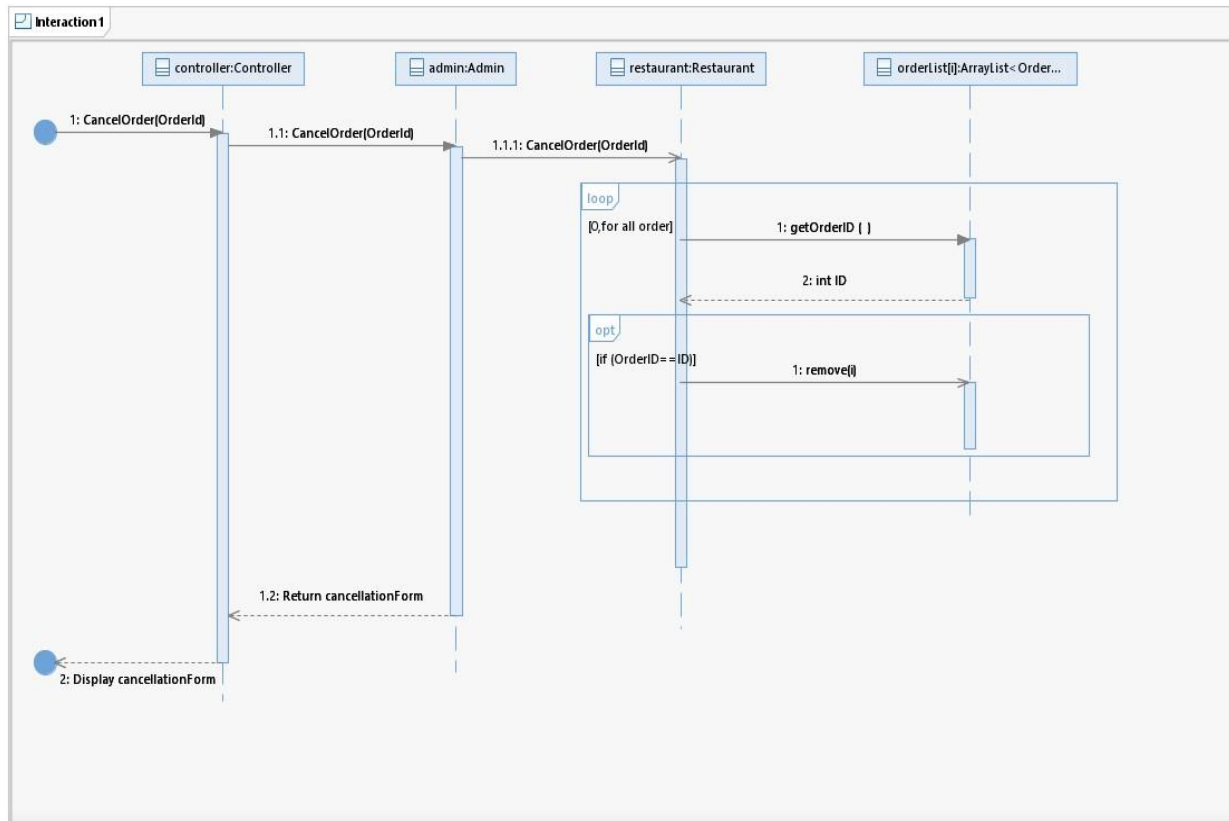 Interaction1
controller:Controller
admin:Admin
restaurant:Restaurant
orderList[i]:ArrayList<Order...
1: CancelOrder(OrderId)
1.1: CancelOrder(OrderId)
1.1.1: CancelOrder(OrderId)
loop
[0,for all order]
1: getOrderID ( )
2: int ID
opt
[if (OrderID==ID)]
1: remove(i)
1.2: Return cancellationForm
2: Display cancellationForm